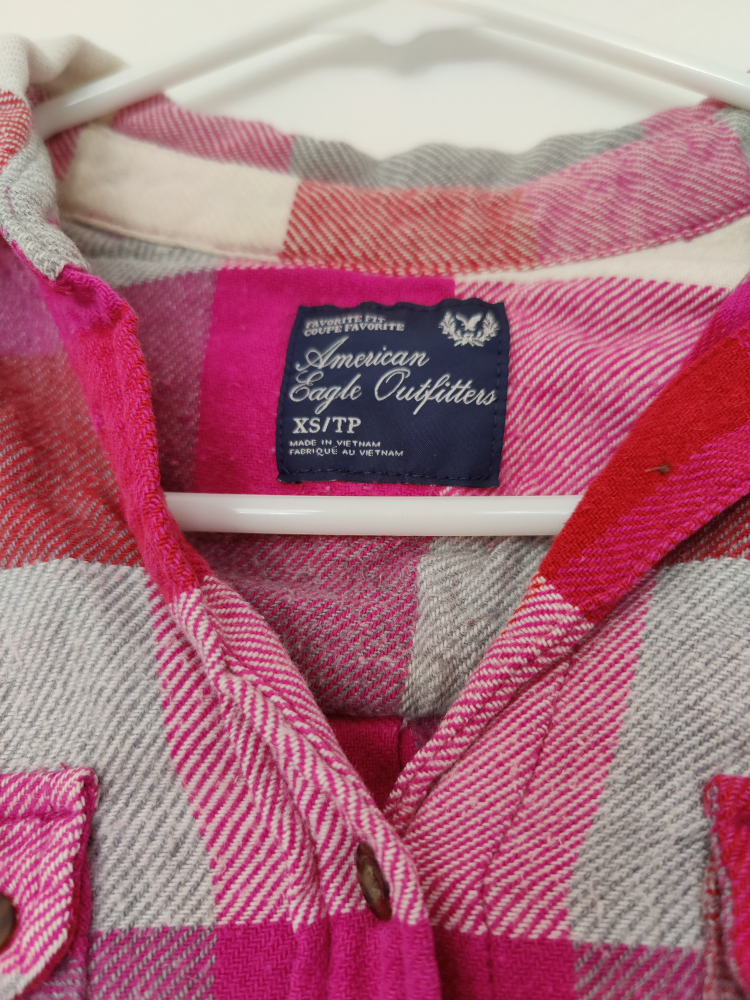 FAVORITE FIT
COUPE FAVORITE
American
Eagle Outfitters
XS/TP
MADE IN VIETNAM
FABRIQUE AU VIETNAM